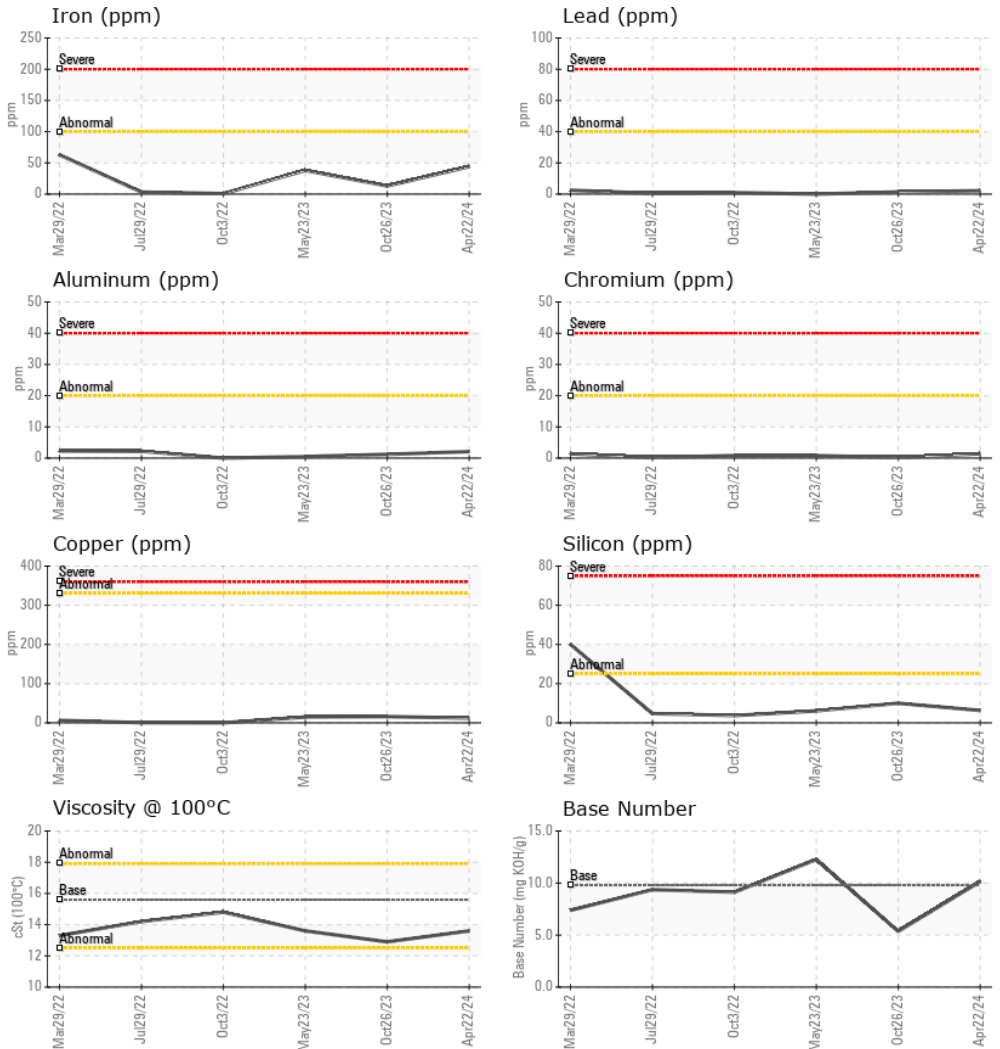 Iron (ppm)
250
200
150
100
50
0
ppm
Severe
Abnormal
Mar29/22
Jul29/22
Oct3/22
May23/23
Oct26/23
Apr22/24
Lead (ppm)
100
80
60
40
20
0
ppm
Severe
Abnormal
Mar29/22
Jul29/22
Oct3/22
May23/23
Oct26/23
Apr22/24
Aluminum (ppm)
50
40
30
20
10
0
ppm
Severe
Abnormal
Mar29/22
Jul29/22
Oct3/22
May23/23
Oct26/23
Apr22/24
Chromium (ppm)
50
40
30
20
10
0
ppm
Severe
Abnormal
Mar29/22
Jul29/22
Oct3/22
May23/23
Oct26/23
Apr22/24
Copper (ppm)
400
300
200
100
0
ppm
Severe
Abnormal
Mar29/22
Jul29/22
Oct3/22
May23/23
Oct26/23
Apr22/24
Silicon (ppm)
80
60
40
20
0
ppm
Severe
Abnormal
Mar29/22
Jul29/22
Oct3/22
May23/23
Oct26/23
Apr22/24
Viscosity @ 100°C
20
18
16
14
12
10
cSt (100°C)
Abnormal
Base
Abnormal
Mar29/22
Jul29/22
Oct3/22
May23/23
Oct26/23
Apr22/24
Base Number
15.0
10.0
5.0
0.0
Base Number (mg KOH/g)
Base
Mar29/22
Jul29/22
Oct3/22
May23/23
Oct26/23
Apr22/24